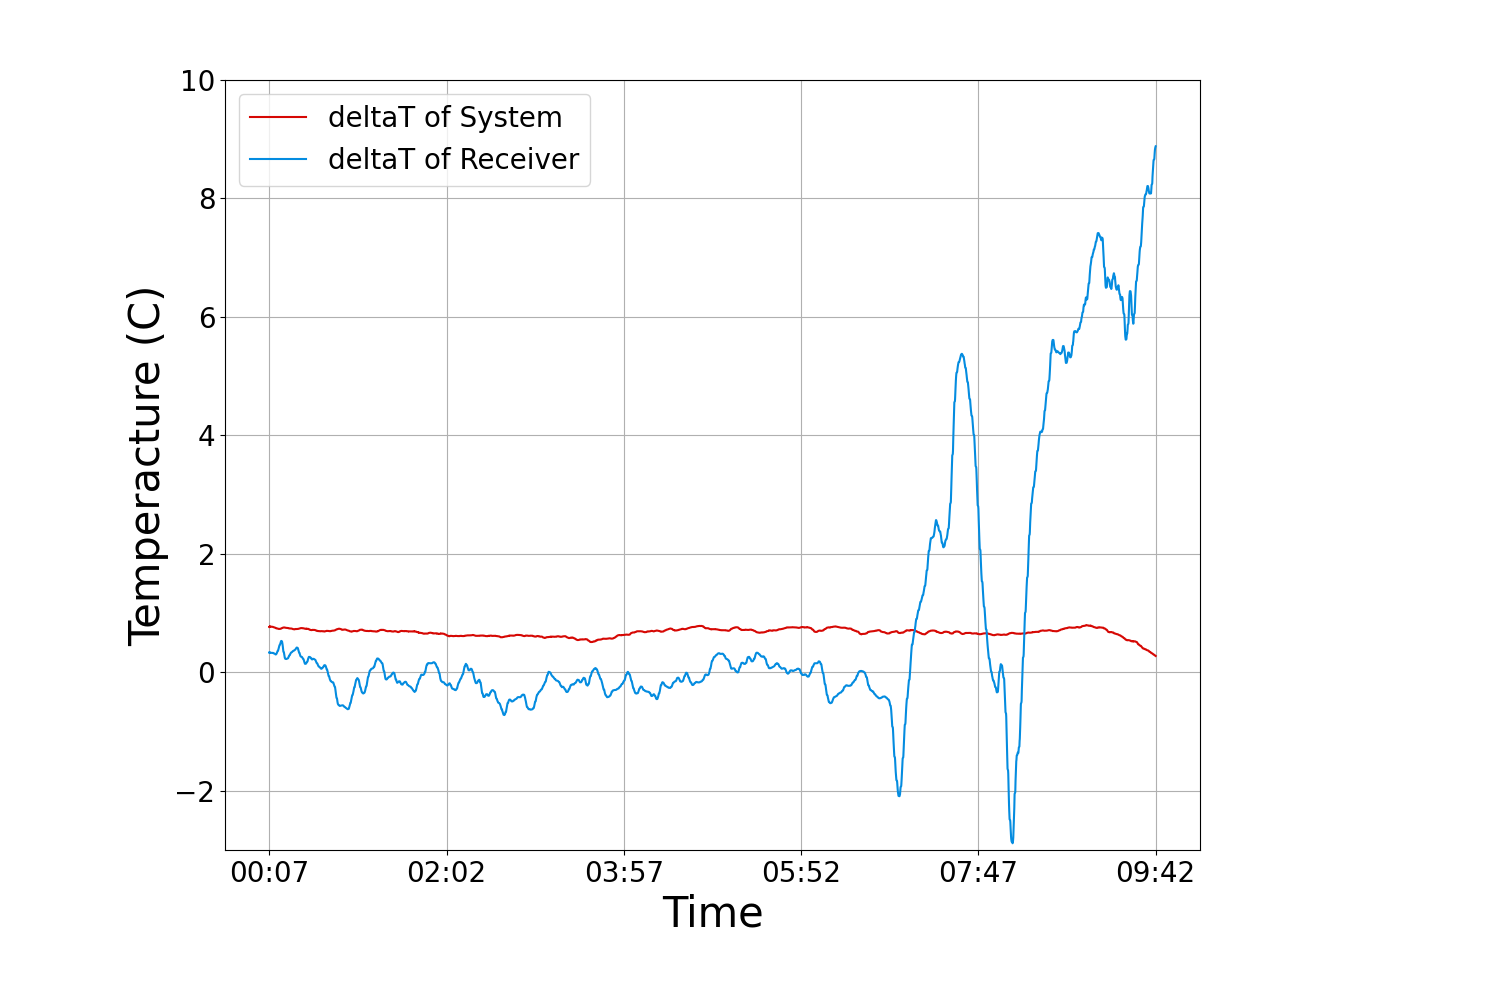 10
8
6
4
2
0
−2
deltaT of System
deltaT of Receiver
Temperacture (C)
00:07 02:02 03:57 05:52 07:47 09:42
Time